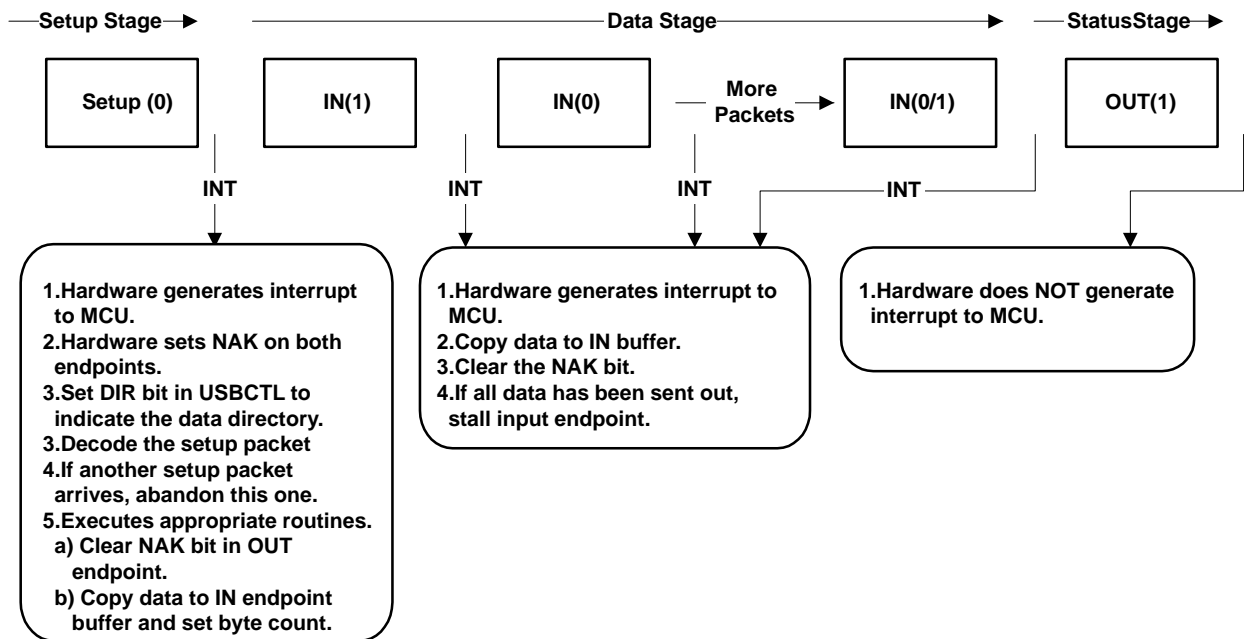 Setup Stage
Data Stage
StatusStage
Setup (0)
IN(1)
IN(0)
More
Packets
IN(0/1)
OUT(1)
INT
INT
INT
INT
1.Hardware generates interrupt
to MCU.
2.Hardware sets NAK on both
endpoints.
3.Set DIR bit in USBCTL to
indicate the data directory.
3.Decode the setup packet
4.If another setup packet
arrives, abandon this one.
5.Executes appropriate routines.
a) Clear NAK bit in OUT
endpoint.
b) Copy data to IN endpoint
buffer and set byte count.
1.Hardware generates interrupt to
MCU.
2.Copy data to IN buffer.
3.Clear the NAK bit.
4.If all data has been sent out,
stall input endpoint.
1.Hardware does NOT generate
interrupt to MCU.